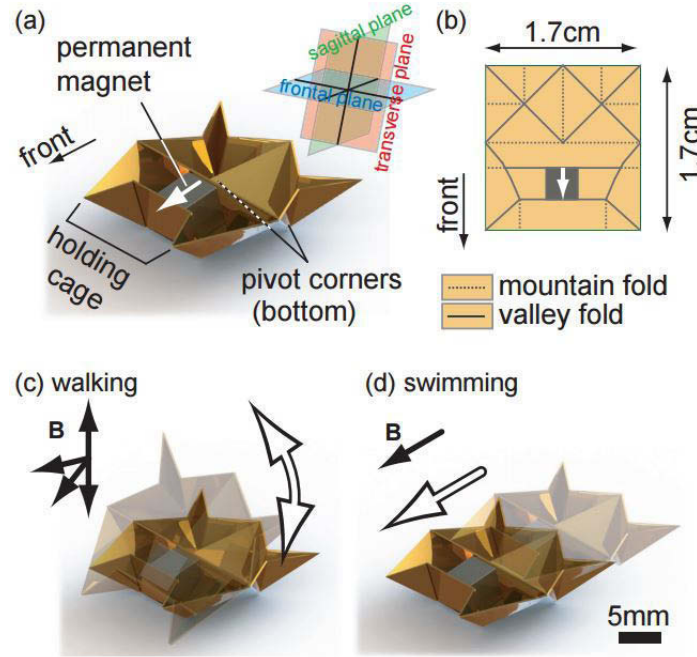 (a)
permanent
magnet
sagittal plane
frontal plane
transverse plane
front
holding
cage
pivot corners
(bottom)
(b)
1.7cm
1.7cm
front
mountain fold
valley fold
(c) walking
B
(d) swimming
B
5mm